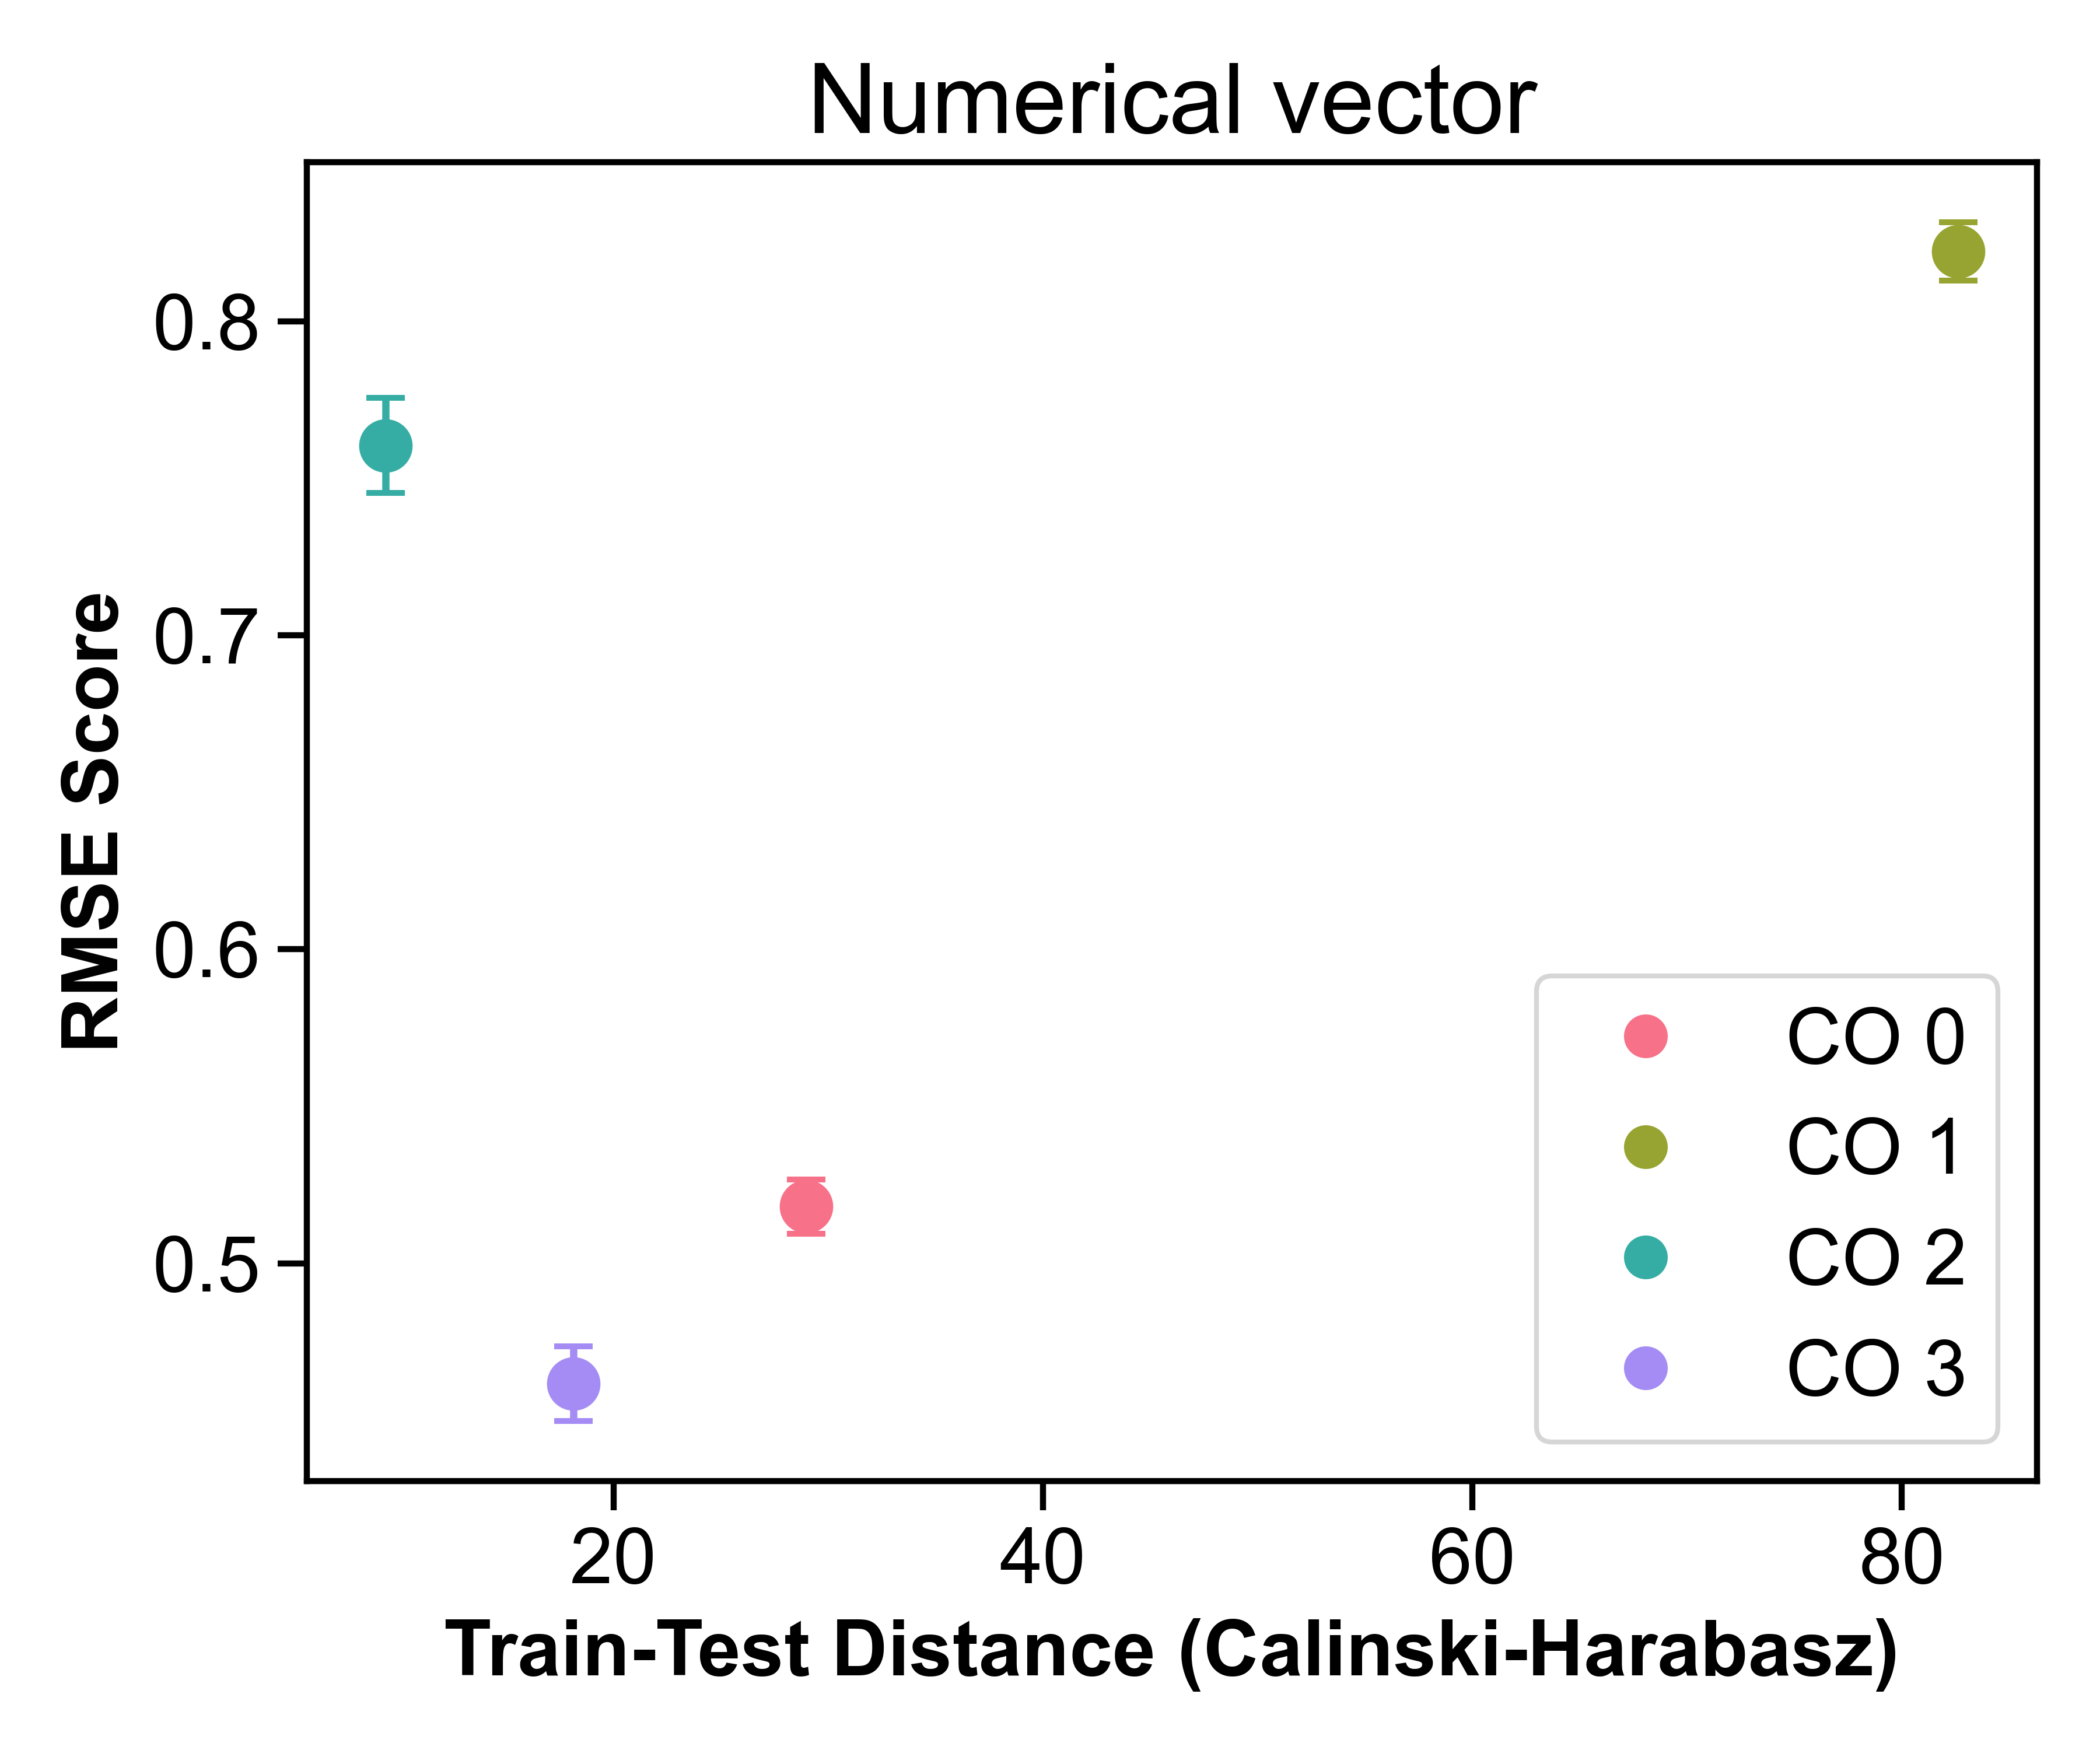 Numerical vector
RMSE Score
0.8
0.7
0.6
0.5
CO 0
CO 1
CO 2
CO 3
20 40 60 80
Train-Test Distance (Calinski-Harabasz)